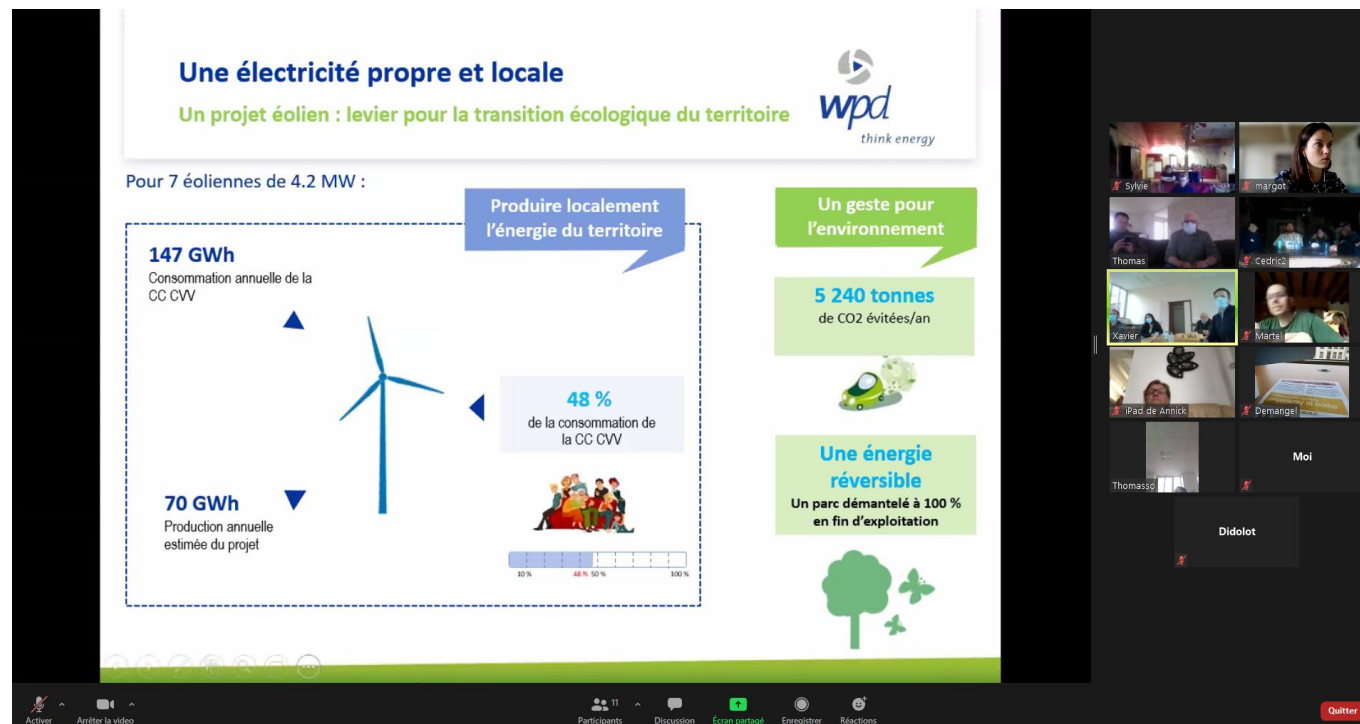 Une électricité propre et locale
Un projet éolien : levier pour la transition écologique du territoire
wpd
think energy
Pour 7 éoliennes de 4.2 MW :
Produire localement
l'énergie du territoire
147 GWh
Consommation annuelle de la
CC CVV
48 %
de la consommation de
la CC CVV
70 GWh
Production annuelle
estimée du projet
10 %
48 %
50 %
100 %
Un geste pour
l'environnement
5 240 tonnes
de CO2 évitées/an
Une énergie
réversible
Un parc démantelé à 100 %
en fin d'exploitation
Sylvie
margot
Thomas
Cedric2
Xavier
Martel
iPad de Annick
Demangel
Thomasso
Moi
Didolot
Activer
Arrêter la video
11
Participants
Discussion
Écran partagé
Enregistrer
Réactions
Quitter